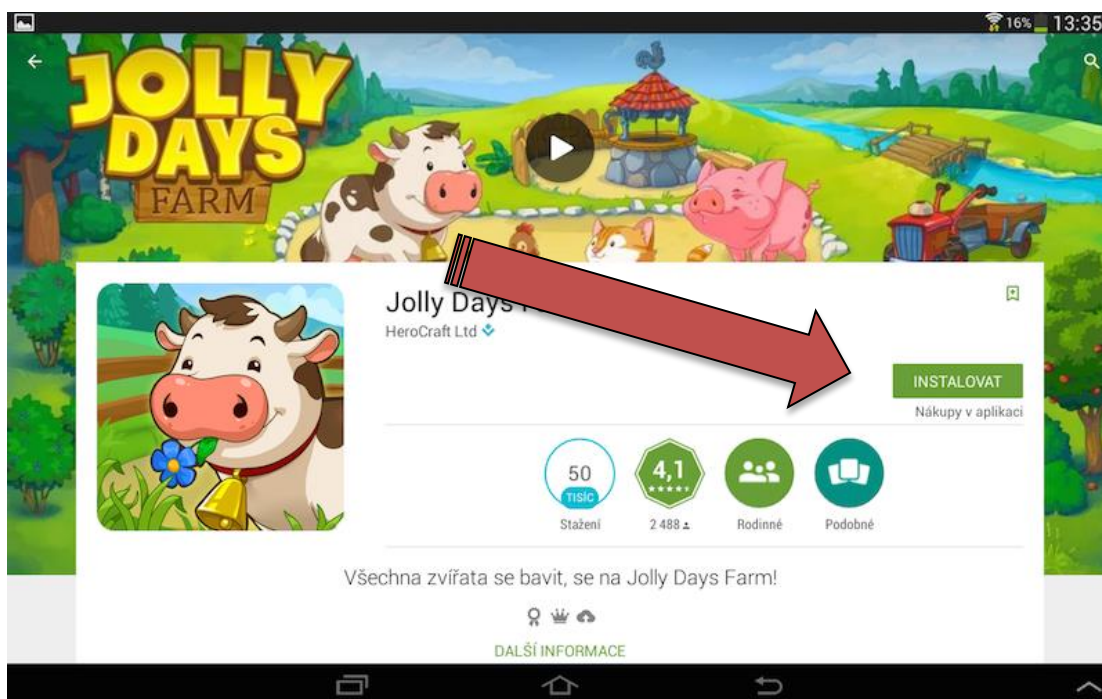 16% 13:35
JOLLY
DAYS
FARM
Jolly Days
HeroCraft Ltd
INSTALOVAT
Nákupy v aplikaci
50
TISÍC
4,1
Stažení
2 488
Rodinné
Podobné
Všechna zvířata se bavit, se na Jolly Days Farm!
DALŠÍ INFORMACE